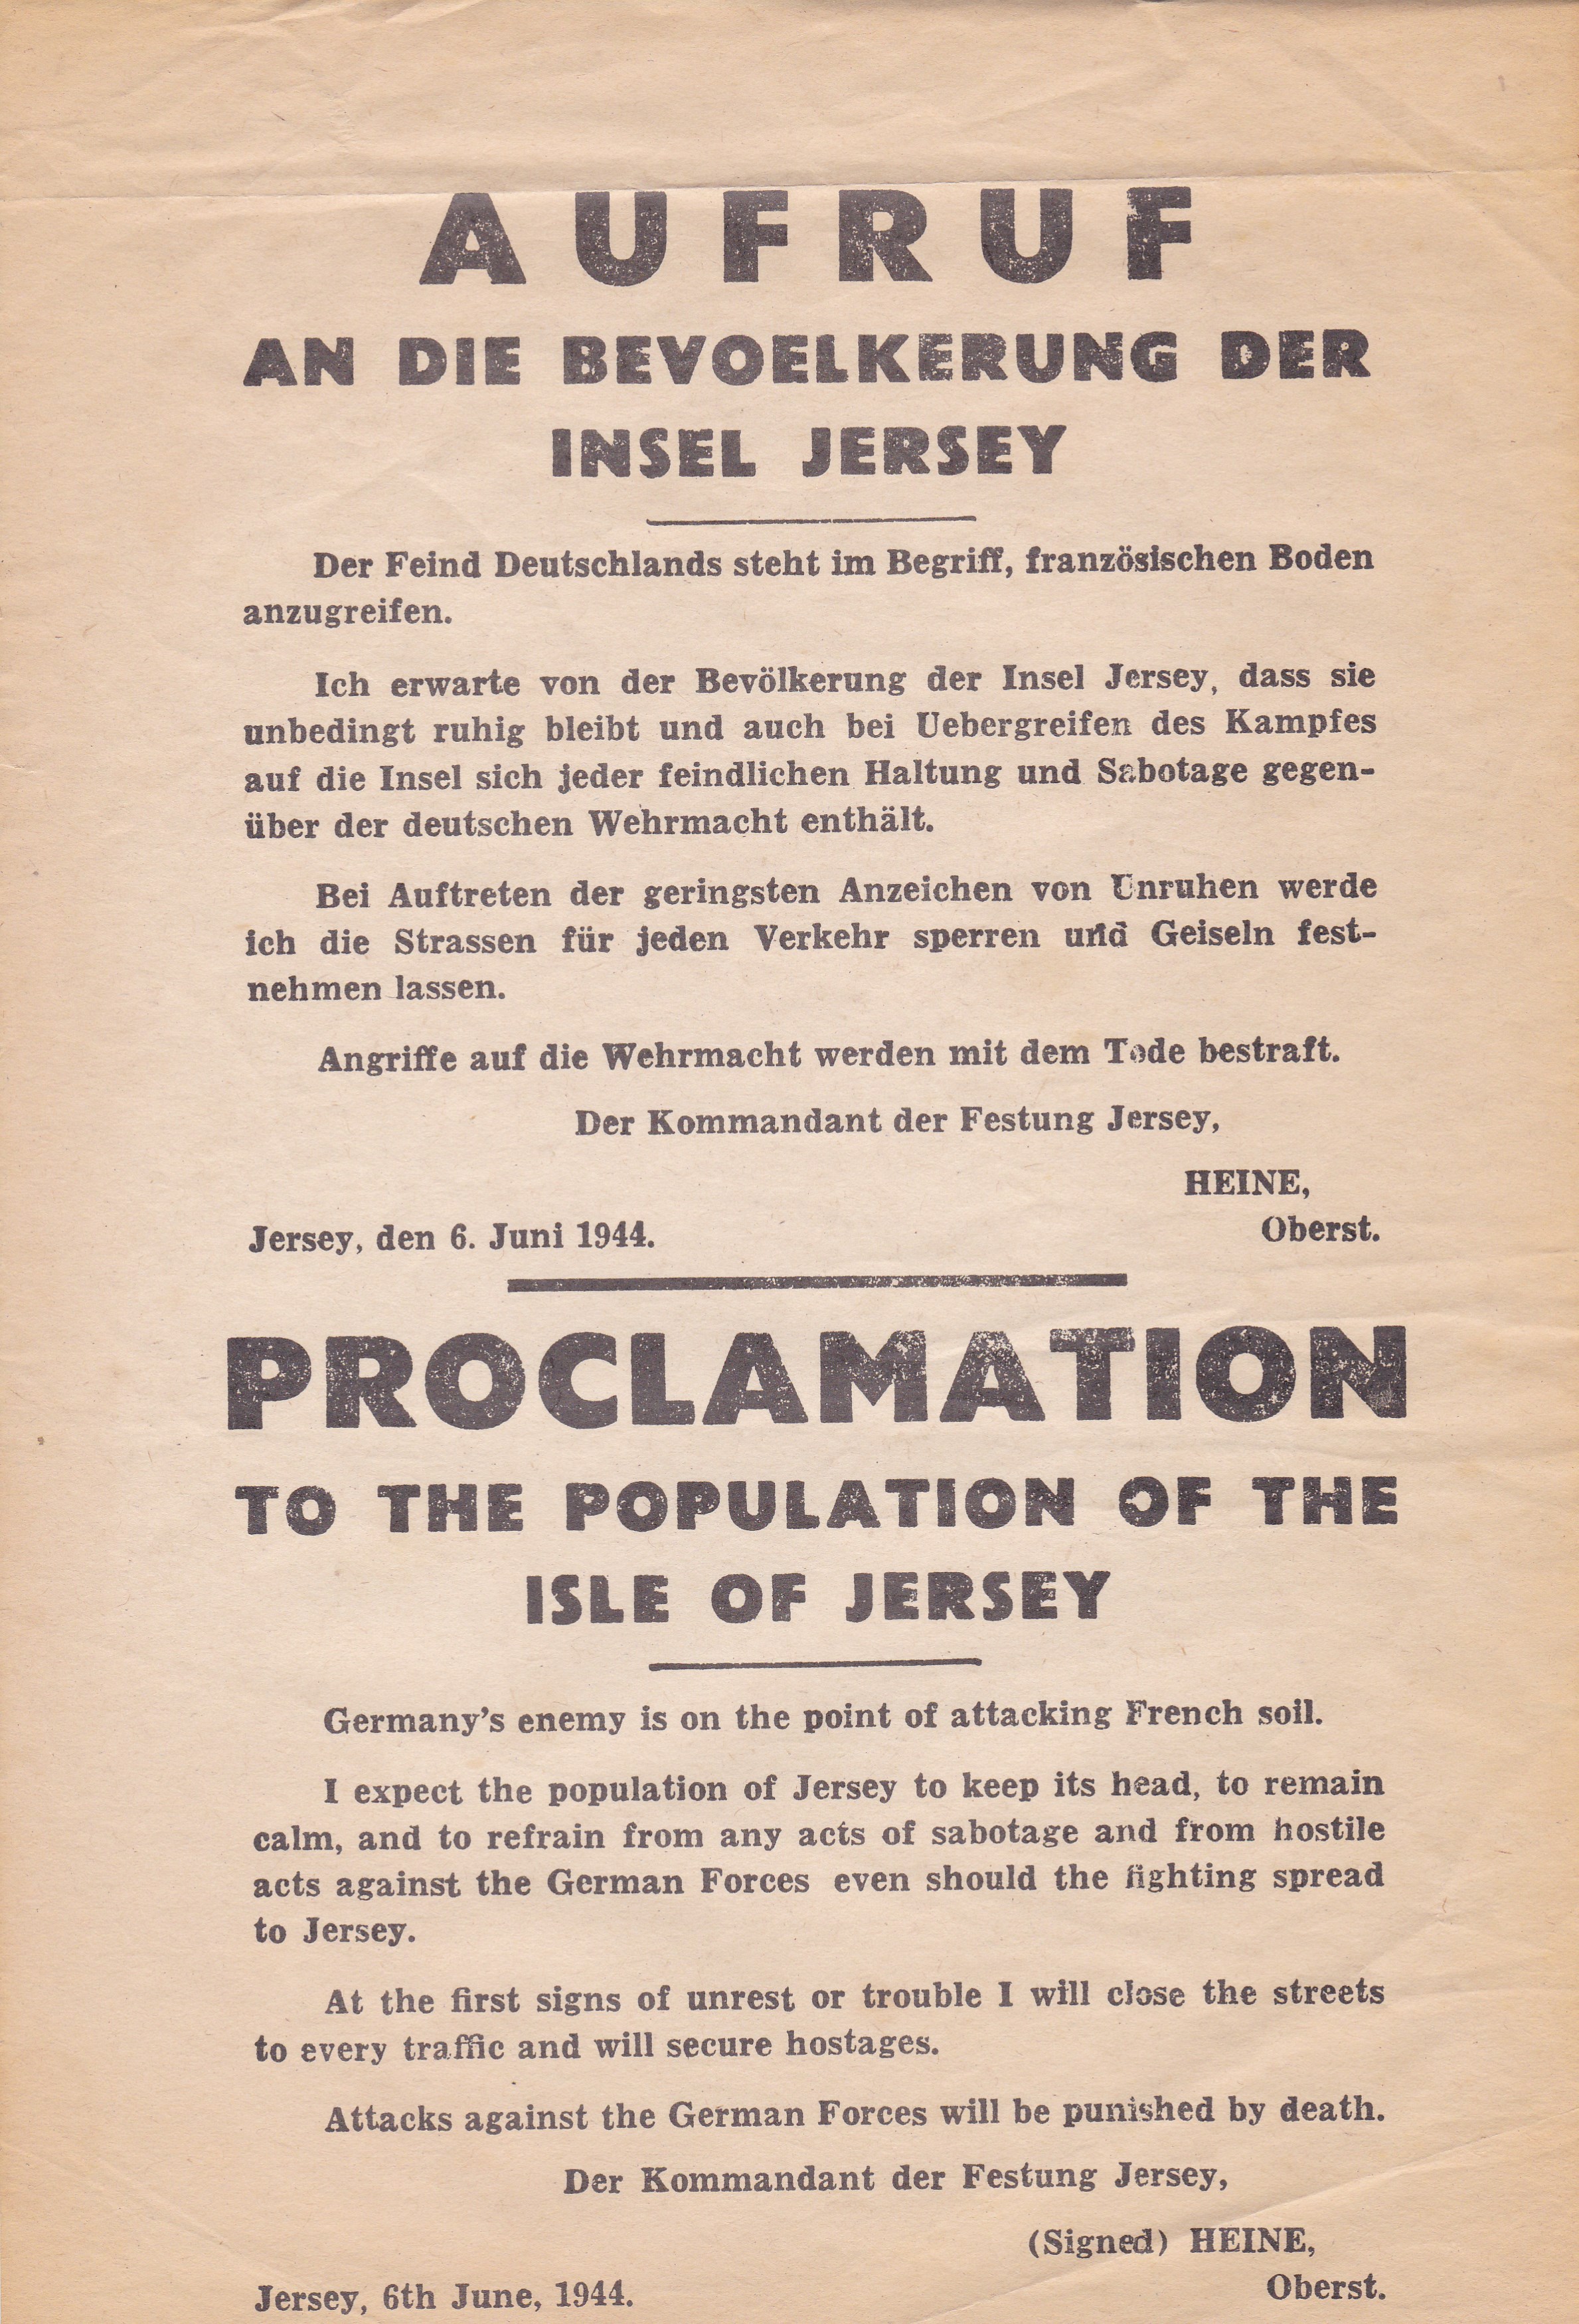 AUFRUF
AN DIE BEVOELKERUNG DER
INSEL JERSEY
Der Feind Deutschlands steht im Begriff, französischen Boden
anzugreifen.
Ich erwarte von der Bevölkerung der Insel Jersey, dass sie
unbedingt ruhig bleibt und auch bei Uebergreifen des Kampfes
auf die Insel sich jeder feindlichen Haltung und Sabotage gegen-
über der deutschen Wehrmacht enthält.
Bei Auftreten der geringsten Anzeichen von Unruhen werde
ich die Strassen für jeden Verkehr sperren und Geiseln fest-
nehmen lassen.
Angriffe auf die Wehrmacht werden mit dem Tode bestraft.
Der Kommandant der Festung Jersey,
HEINE,
Jersey, den 6. Juni 1944. Oberst.
PROCLAMATION
TO THE POPULATION OF THE
ISLE OF JERSEY
Germany's enemy is on the point of attacking French soil.
I expect the population of Jersey to keep its head, to remain
calm, and to refrain from any acts of sabotage and from hostile
acts against the German Forces even should the fighting spread
to Jersey.
At the first signs of unrest or trouble I will close the streets
to every traffic and will secure hostages.
Attacks against the German Forces will be punished by death.
Der Kommandant der Festung Jersey,
(Signed) HEINE,
Jersey, 6th June, 1944. Oberst.